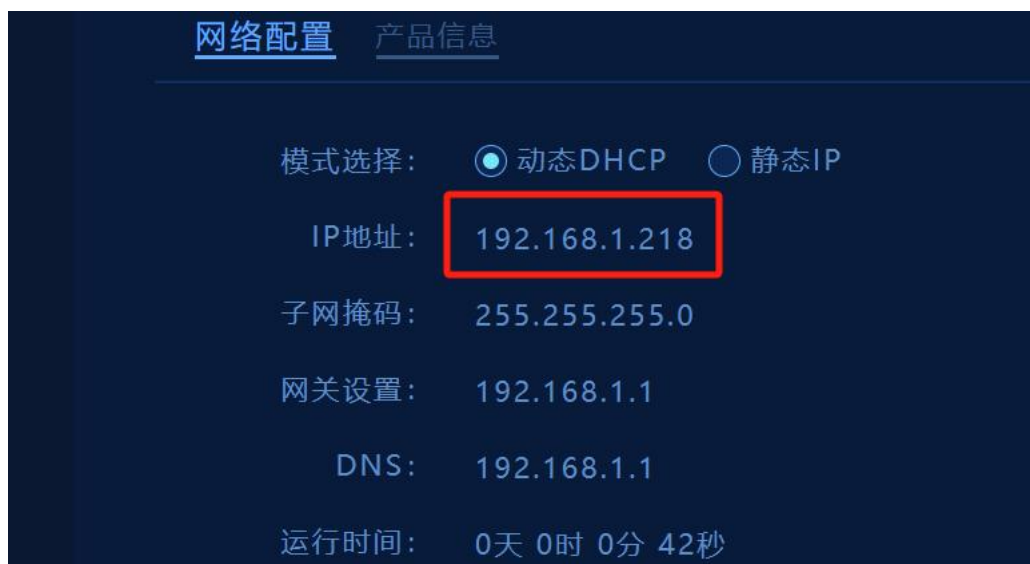 网络配置 产品信息
模式选择: 动态DHCP 静态IP
IP地址: 192.168.1.218
子网掩码: 255.255.255.0
网关设置: 192.168.1.1
DNS: 192.168.1.1
运行时间: 0天 0时 0分 42秒